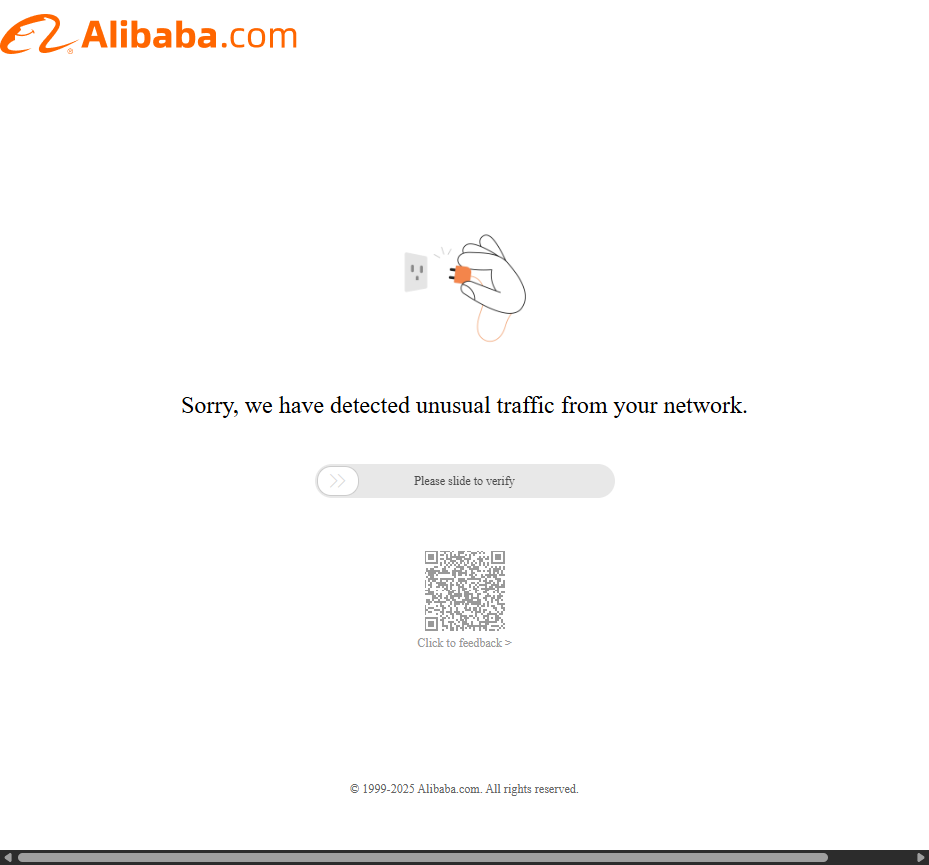 Alibaba.com
Sorry, we have detected unusual traffic from your network.
Please slide to verify
Click to feedback >
© 1999-2025 Alibaba.com. All rights reserved.